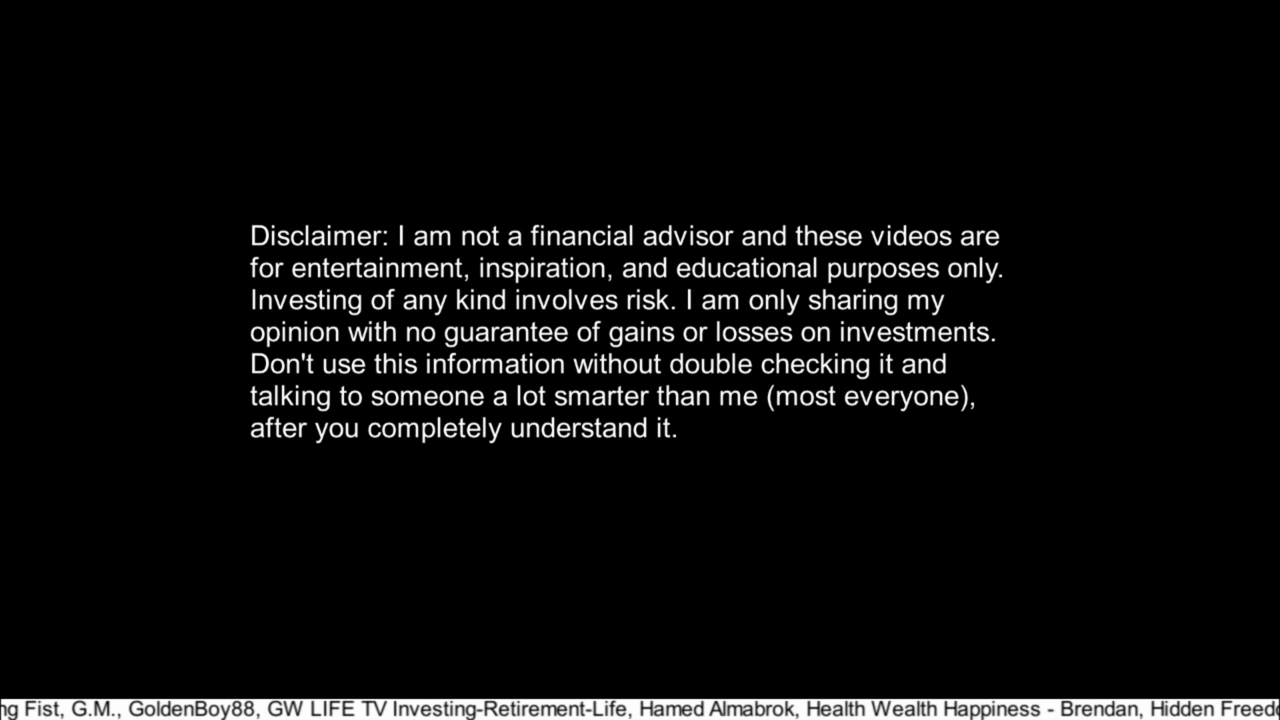 Disclaimer: I am not a financial advisor and these videos are
for entertainment, inspiration, and educational purposes only.
Investing of any kind involves risk. I am only sharing my
opinion with no guarantee of gains or losses on investments.
Don't use this information without double checking it and
talking to someone a lot smarter than me (most everyone),
after you completely understand it.
Fist, G.M., GoldenBoy88, GW LIFE TV Investing-Retirement-Life, Hamed Almabrok, Health Wealth Happiness - Brendan, Hidden